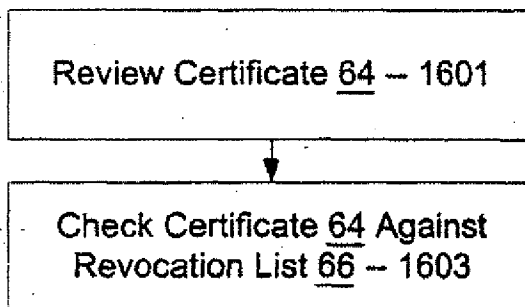 Review Certificate 64 – 1601
Check Certificate 64 Against
Revocation List 66 – 1603